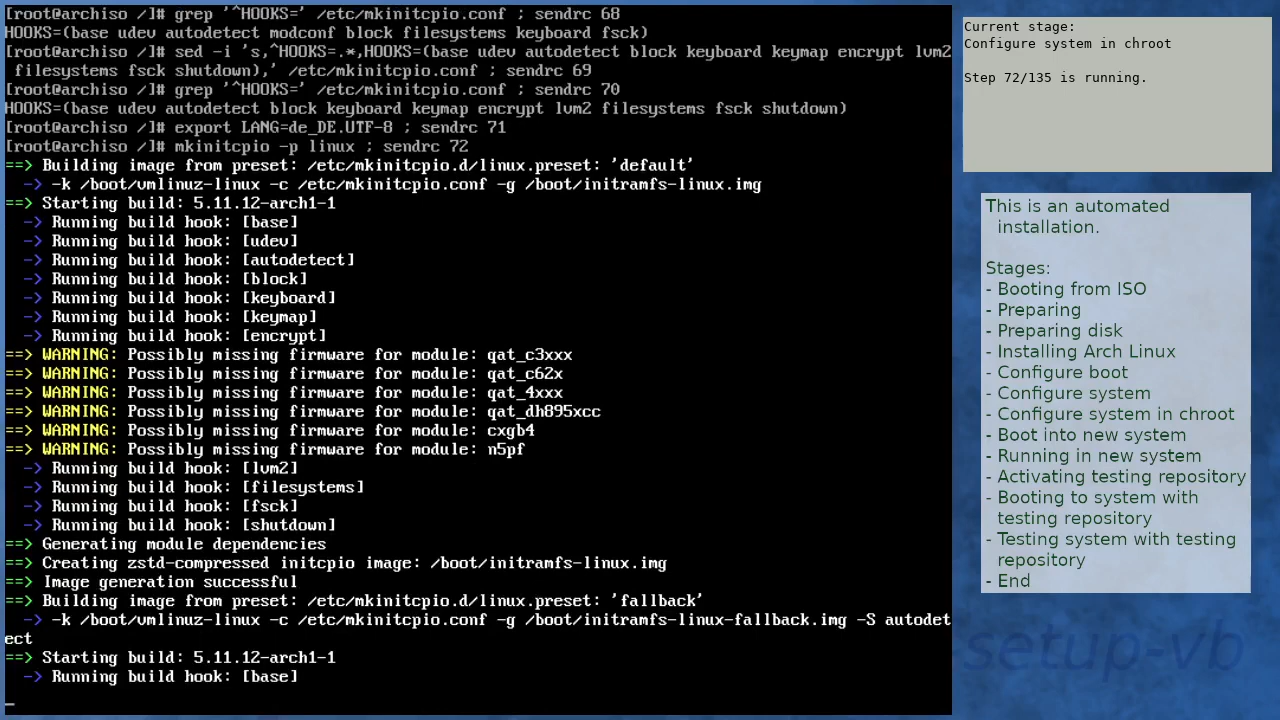 [root@archiso /]# grep '^HOOKS=' /etc/mkinitcpio.conf ; sendrc 68
HOOKS=(base udev autodetect modconf block filesystems keyboard fsck)
[root@archiso /]# sed -i 's,^HOOKS=.*,HOOKS=(base udev autodetect block keyboard keymap encrypt lvm2
 filesystems fsck shutdown),' /etc/mkinitcpio.conf ; sendrc 69
[root@archiso /]# grep '^HOOKS=' /etc/mkinitcpio.conf ; sendrc 70
HOOKS=(base udev autodetect block keyboard keymap encrypt lvm2 filesystems fsck shutdown)
[root@archiso /]# export LANG=de_DE.UTF-8 ; sendrc 71
[root@archiso /]# mkinitcpio -p linux ; sendrc 72
==> Building image from preset: /etc/mkinitcpio.d/linux.preset: 'default'
  -> -k /boot/vmlinuz-linux -c /etc/mkinitcpio.conf -g /boot/initramfs-linux.img
==> Starting build: 5.11.12-arch1-1
  -> Running build hook: [base]
  -> Running build hook: [udev]
  -> Running build hook: [autodetect]
  -> Running build hook: [block]
  -> Running build hook: [keyboard]
  -> Running build hook: [keymap]
  -> Running build hook: [encrypt]
==> WARNING: Possibly missing firmware for module: qat_c3xxx
==> WARNING: Possibly missing firmware for module: qat_c62x
==> WARNING: Possibly missing firmware for module: qat_4xxx
==> WARNING: Possibly missing firmware for module: qat_dh895xcc
==> WARNING: Possibly missing firmware for module: cxgb4
==> WARNING: Possibly missing firmware for module: n5pf
  -> Running build hook: [lvm2]
  -> Running build hook: [filesystems]
  -> Running build hook: [fsck]
  -> Running build hook: [shutdown]
==> Generating module dependencies
==> Creating zstd-compressed initcpio image: /boot/initramfs-linux.img
==> Image generation successful
==> Building image from preset: /etc/mkinitcpio.d/linux.preset: 'fallback'
  -> -k /boot/vmlinuz-linux -c /etc/mkinitcpio.conf -g /boot/initramfs-linux-fallback.img -S autodet
ect
==> Starting build: 5.11.12-arch1-1
  -> Running build hook: [base]
Current stage:
Configure system in chroot
Step 72/135 is running.
This is an automated
installation.
Stages:
- Booting from ISO
- Preparing
- Preparing disk
- Installing Arch Linux
- Configure boot
- Configure system
- Configure system in chroot
- Boot into new system
- Running in new system
- Activating testing repository
- Booting to system with
testing repository
- Testing system with testing
repository
- End
setup-vb